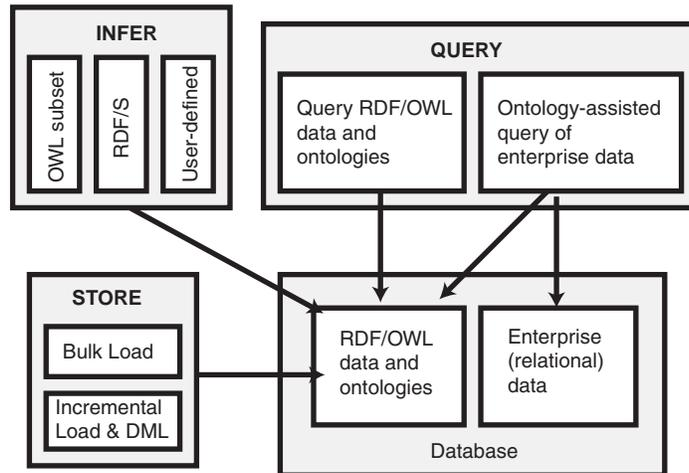 INFER
OWL subset
RDF/S
User-defined
QUERY
Query RDF/OWL
data and
ontologies
Ontology-assisted
query of
enterprise data
STORE
Bulk Load
Incremental
Load & DML
RDF/OWL
data and
ontologies
Enterprise
(relational)
data
Database